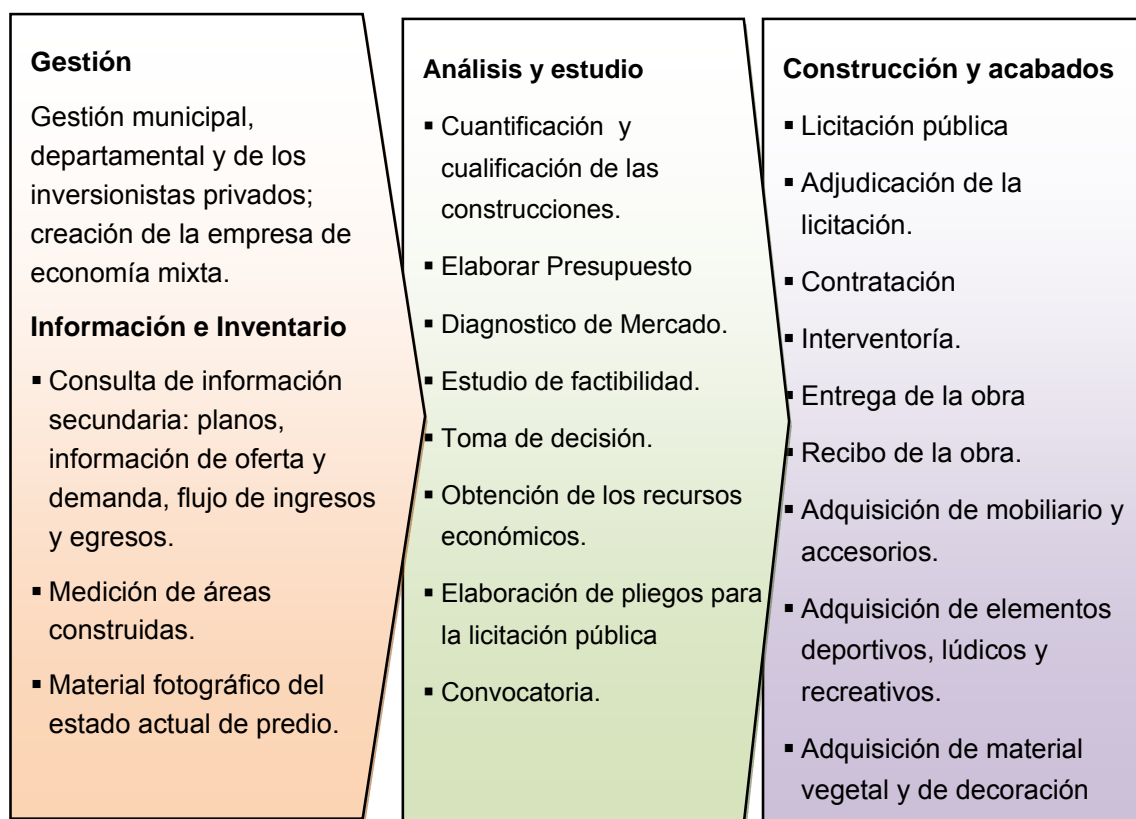 Gestión
Gestión municipal,
departamental y de los
inversionistas privados;
creación de la empresa de
economía mixta.
Información e Inventario
▪ Consulta de información
secundaria: planos,
información de oferta y
demanda, flujo de ingresos
y egresos.
▪ Medición de áreas
construidas.
▪ Material fotográfico del
estado actual de predio.
Análisis y estudio
▪ Cuantificación y
cualificación de las
construcciones.
▪ Elaborar Presupuesto
▪ Diagnostico de Mercado.
▪ Estudio de factibilidad.
▪ Toma de decisión.
▪ Obtención de los recursos
económicos.
▪ Elaboración de pliegos para
la licitación pública
▪ Convocatoria.
Construcción y acabados
▪ Licitación pública
▪ Adjudicación de la
licitación.
▪ Contratación
▪ Interventoría.
▪ Entrega de la obra
▪ Recibo de la obra.
▪ Adquisición de mobiliario y
accesorios.
▪ Adquisición de elementos
deportivos, lúdicos y
recreativos.
▪ Adquisición de material
vegetal y de decoración